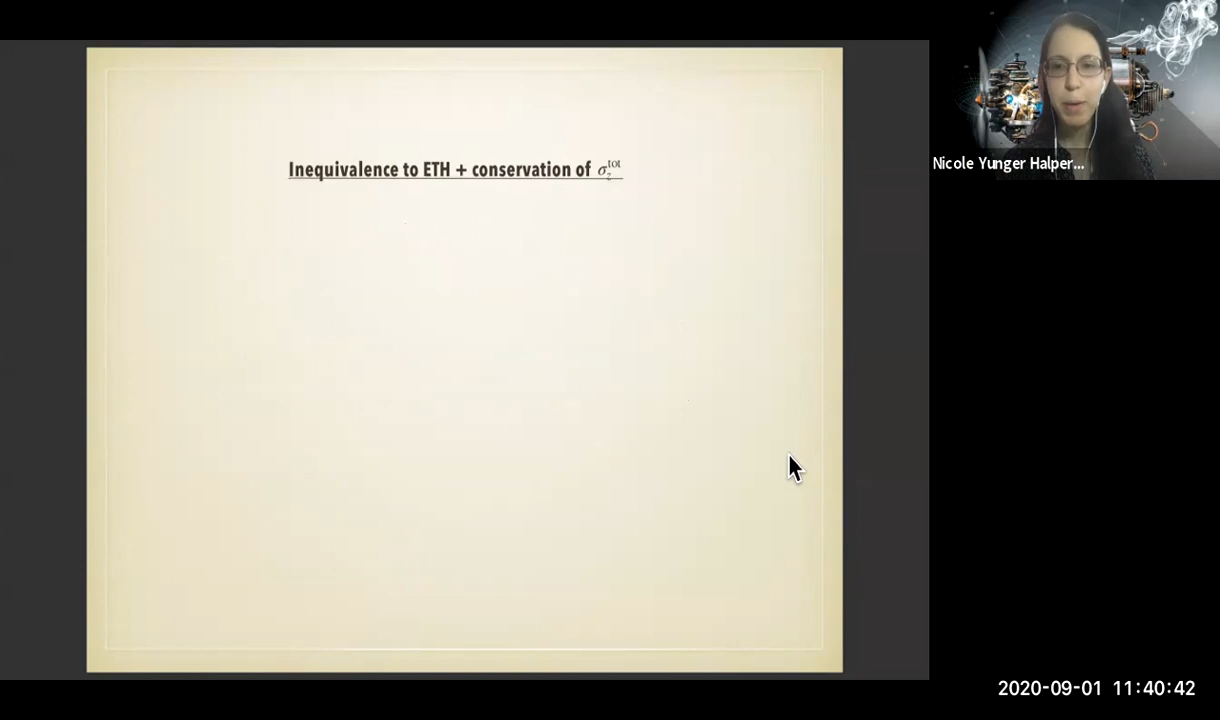 Inequivalence to ETH + conservation of σ_z^tot
Nicole Yunger Halper...
2020-09-01 11:40:42